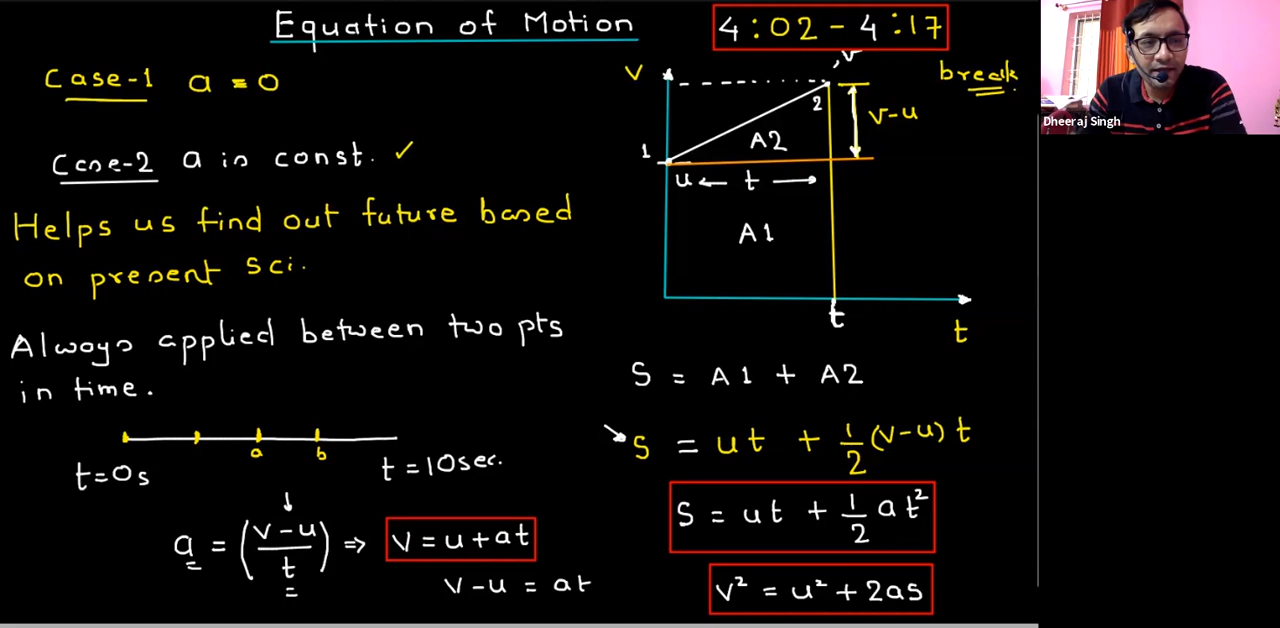 Equation of Motion
4:02 - 4:17
break
Case-1 a = 0
Case-2 a is const. ✓
Helps us find out future based
on present sci.
Always applied between two pts
in time.
a b
t=0s t=10sec.
a = (v-u/t) ⇒ v = u + at
v-u = at
v
,v
2
v-u
A2
1
u ← t →
A1
t
t
S = A1 + A2
S = ut + 1/2 (v-u) t
S = ut + 1/2 at²
v² = u² + 2as
Dheeraj Singh